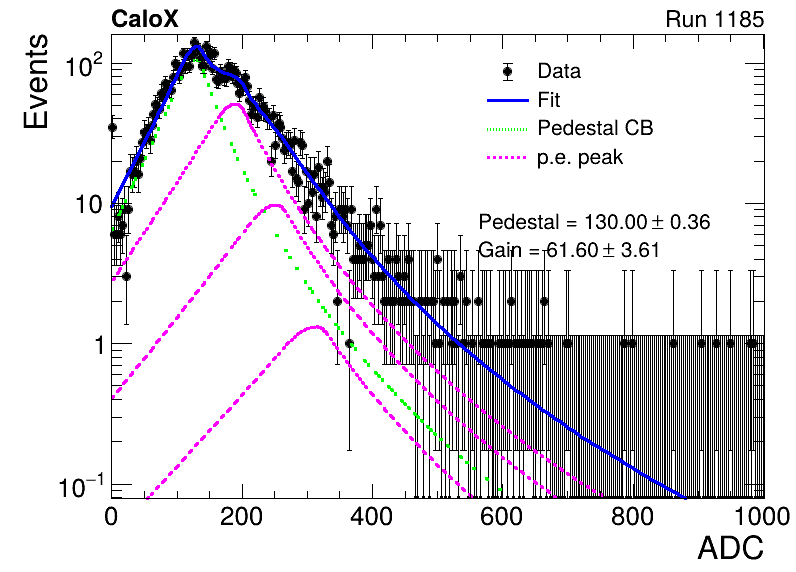 CaloX Run 1185
Events
10²
10
1
10⁻¹
Data
Fit
Pedestal CB
p.e. peak
Pedestal = 130.00 ± 0.36
Gain = 61.60 ± 3.61
0 200 400 600 800 1000
ADC